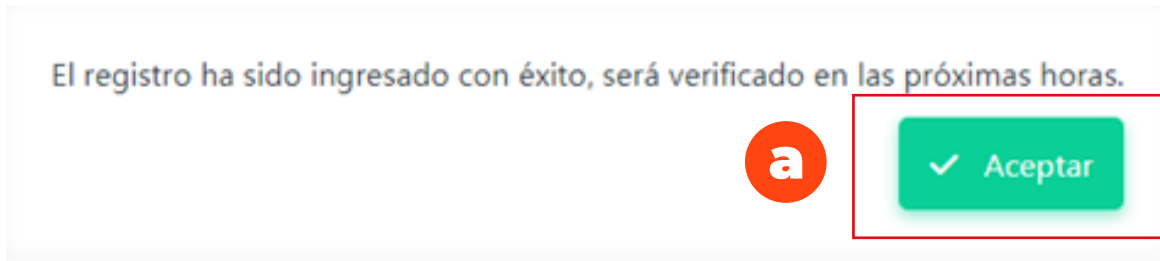 El registro ha sido ingresado con éxito, será verificado en las próximas horas.
a
Aceptar